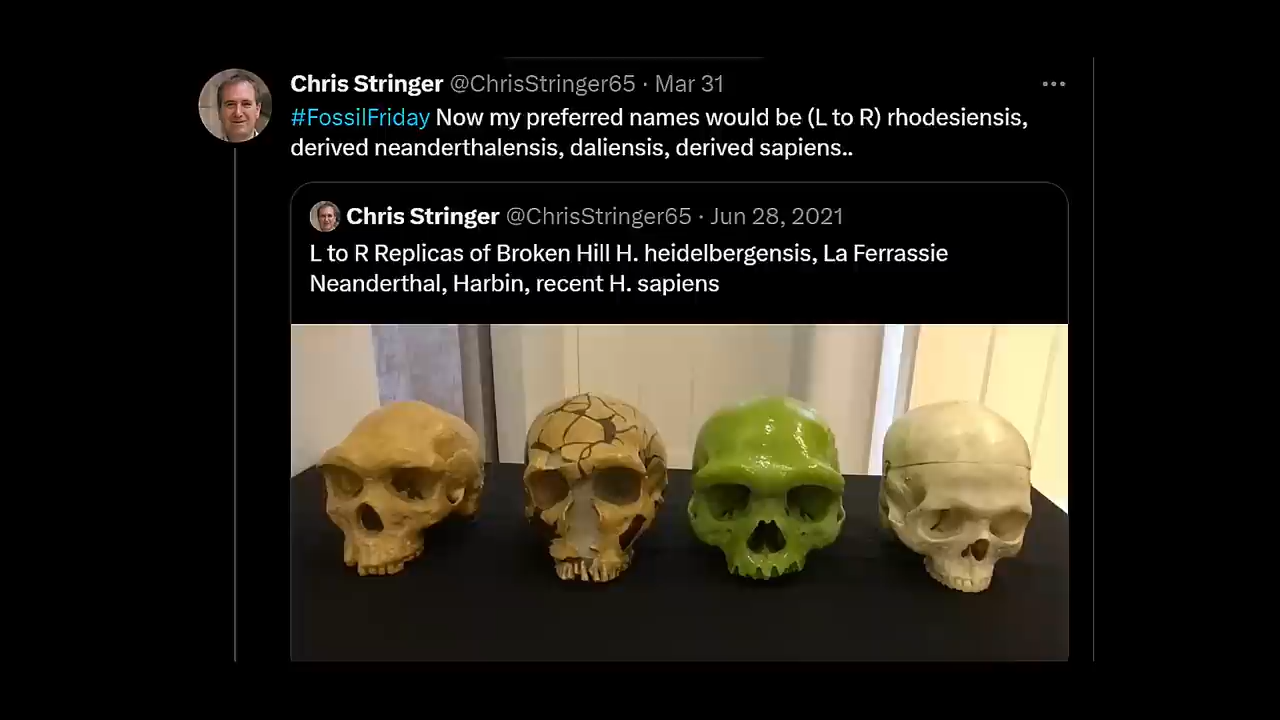 Chris Stringer @ChrisStringer65 · Mar 31
#FossilFriday Now my preferred names would be (L to R) rhodesiensis,
derived neanderthalensis, daliensis, derived sapiens..
Chris Stringer @ChrisStringer65 · Jun 28, 2021
L to R Replicas of Broken Hill H. heidelbergensis, La Ferrassie
Neanderthal, Harbin, recent H. sapiens